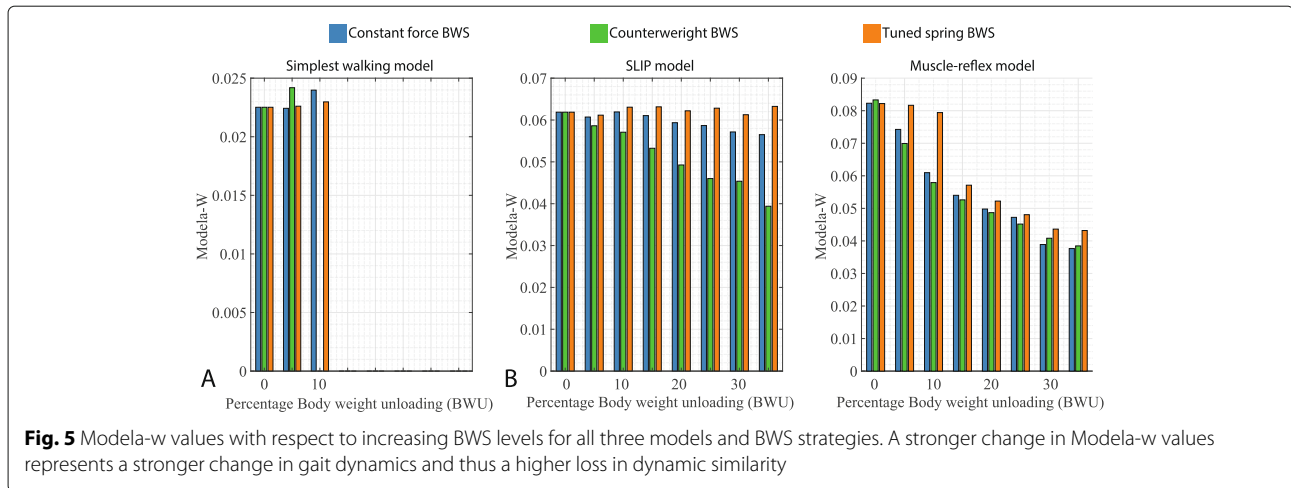 Constant force BWS
Counterweight BWS
Tuned spring BWS
Simplest walking model
0.025
0.02
0.015
0.01
0.005
0
Modela-W
0
10
A
Percentage Body weight unloading (BWU)
SLIP model
0.07
0.06
0.05
0.04
0.03
0.02
0.01
0
Modela-W
0
10
20
30
B
Percentage Body weight unloading (BWU)
Muscle-reflex model
0.09
0.08
0.07
0.06
0.05
0.04
0.03
0.02
0.01
0
Modela-W
0
10
20
30
Percentage Body weight unloading (BWU)
Fig. 5 Modela-w values with respect to increasing BWS levels for all three models and BWS strategies. A stronger change in Modela-w values
represents a stronger change in gait dynamics and thus a higher loss in dynamic similarity